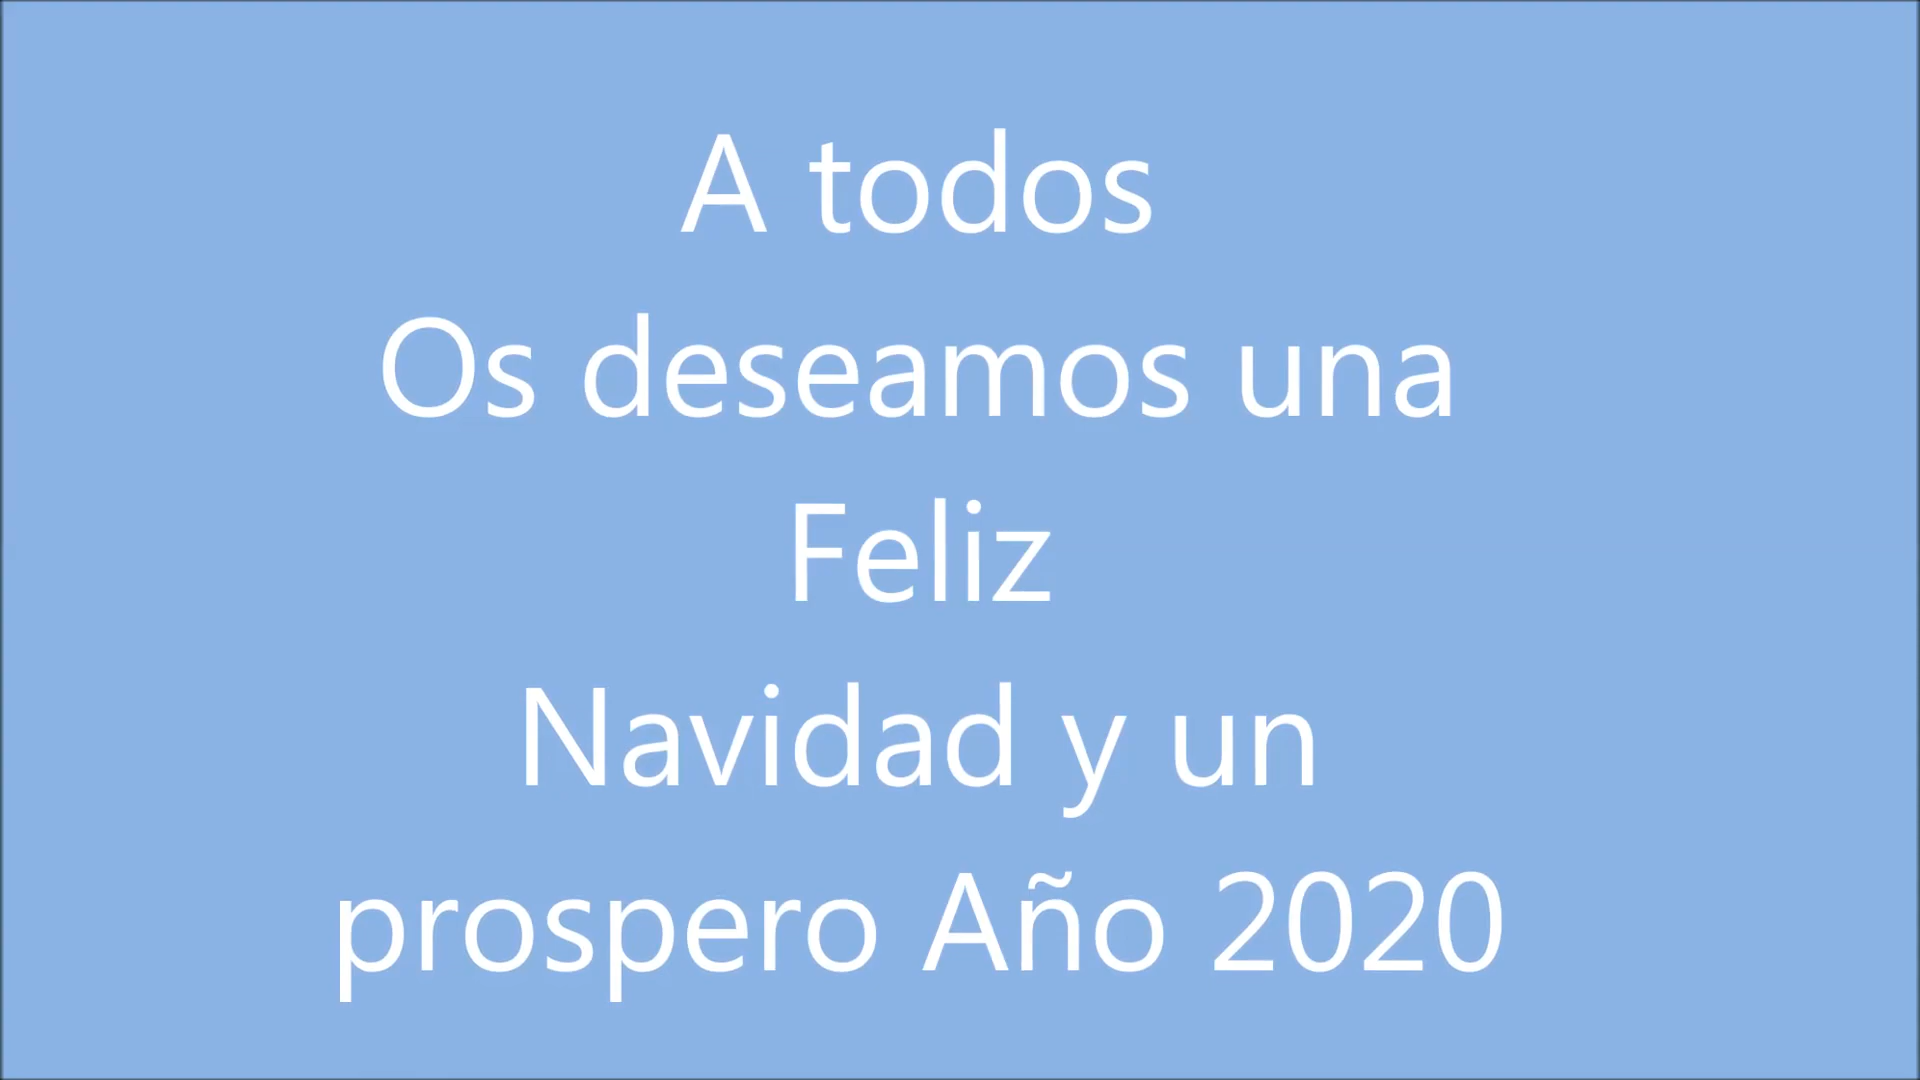 A todos
Os deseamos una
Feliz
Navidad y un
prospero Año 2020